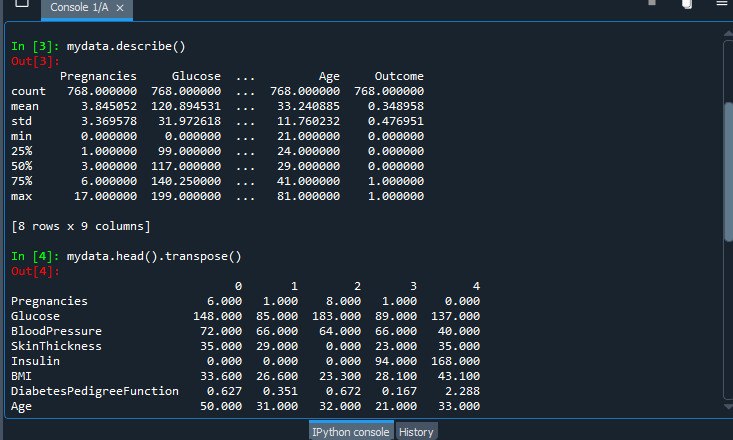 Console 1/A ×
In [3]: mydata.describe()
Out[3]:
       Pregnancies     Glucose  ...         Age     Outcome
count   768.000000  768.000000  ...  768.000000  768.000000
mean      3.845052  120.894531  ...   33.240885    0.348958
std       3.369578   31.972618  ...   11.760232    0.476951
min       0.000000    0.000000  ...   21.000000    0.000000
25%       1.000000   99.000000  ...   24.000000    0.000000
50%       3.000000  117.000000  ...   29.000000    0.000000
75%       6.000000  140.250000  ...   41.000000    1.000000
max      17.000000  199.000000  ...   81.000000    1.000000
[8 rows x 9 columns]
In [4]: mydata.head().transpose()
Out[4]:
                                0       1        2       3        4
Pregnancies                 6.000   1.000    8.000   1.000    0.000
Glucose                   148.000  85.000  183.000  89.000  137.000
BloodPressure              72.000  66.000   64.000  66.000   40.000
SkinThickness              35.000  29.000    0.000  23.000   35.000
Insulin                     0.000   0.000    0.000  94.000  168.000
BMI                        33.600  26.600   23.300  28.100   43.100
DiabetesPedigreeFunction    0.627   0.351    0.672   0.167    2.288
Age                        50.000  31.000   32.000  21.000   33.000
IPython console History